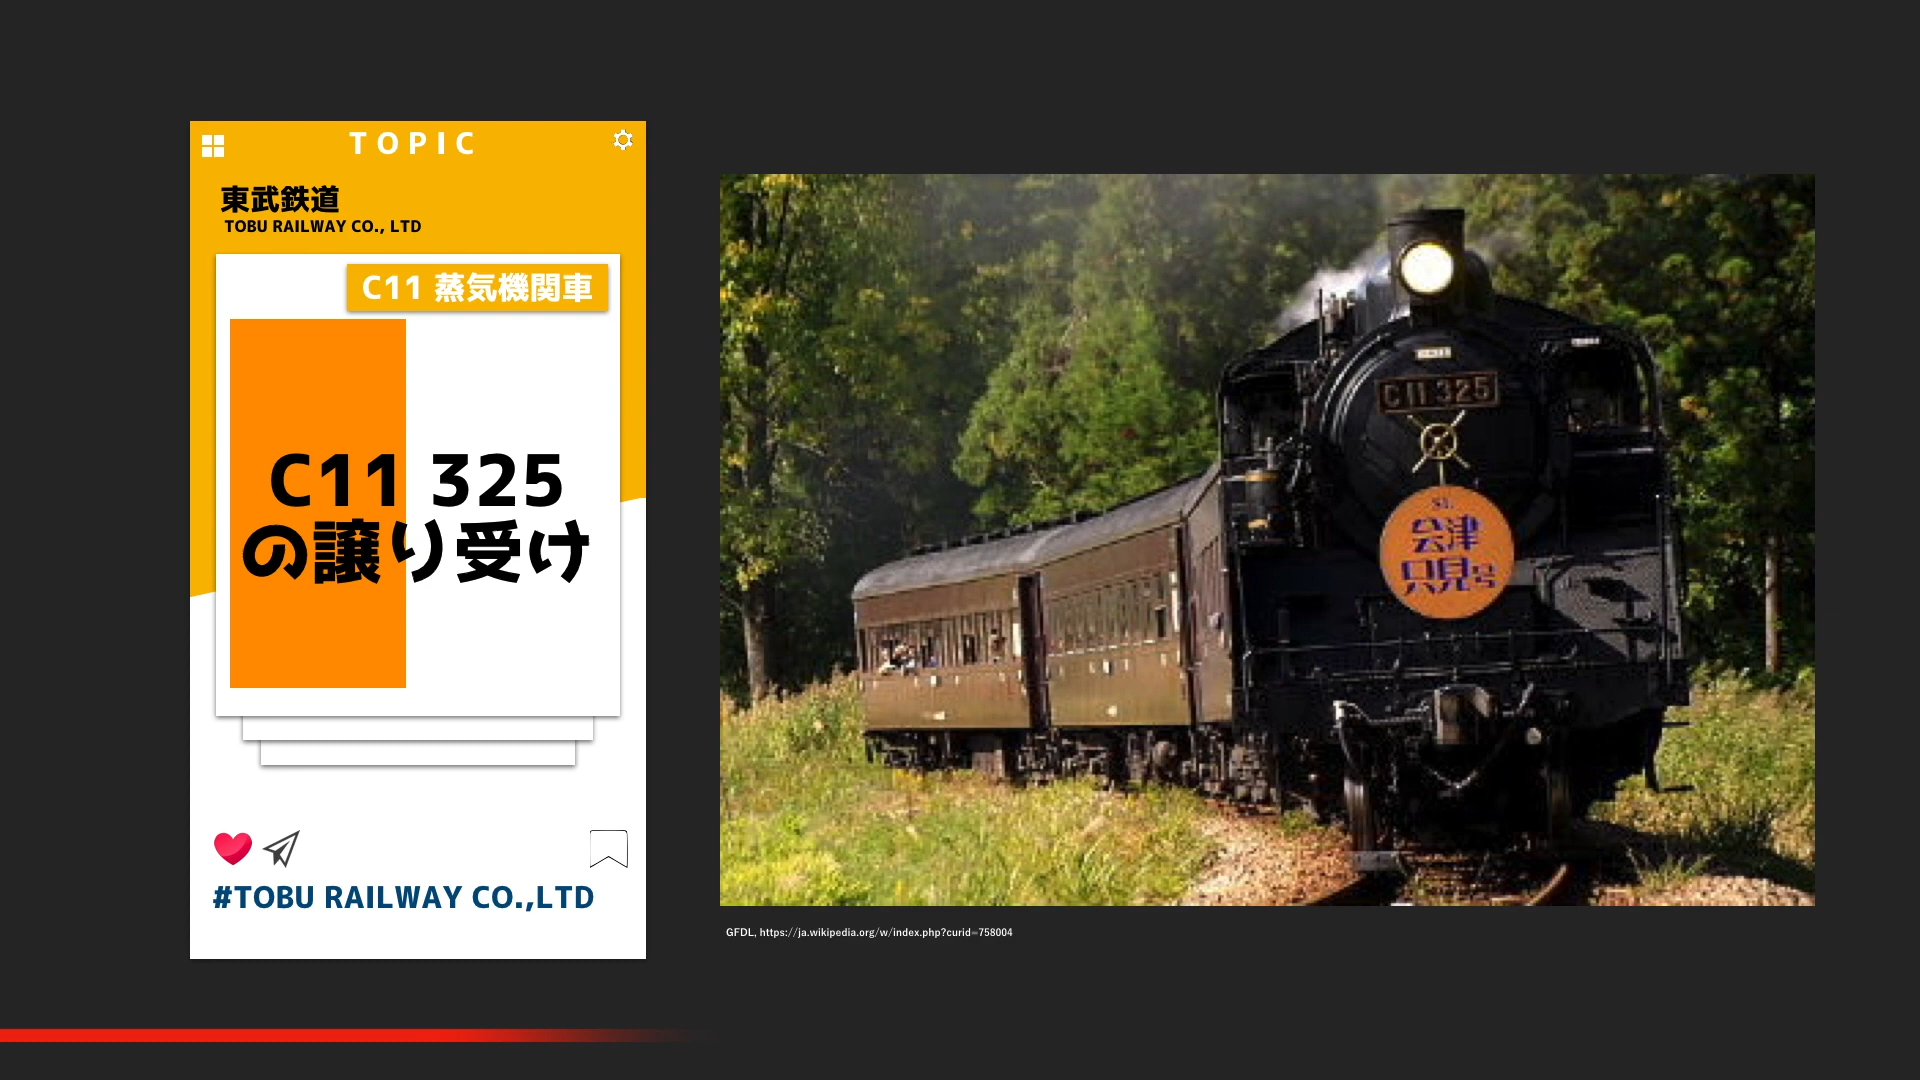 TOPIC
東武鉄道
TOBU RAILWAY CO., LTD
C11 蒸気機関車
C11 325
の譲り受け
#TOBU RAILWAY CO.,LTD
C11 325
SL
会津
只見号
GFDL, https://ja.wikipedia.org/w/index.php?curid=758004